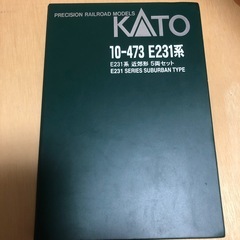 PRECISION RAILROAD MODELS
KATO
10-473 E231系
E231系 近郊形 5両セット
E231 SERIES SUBURBAN TYPE